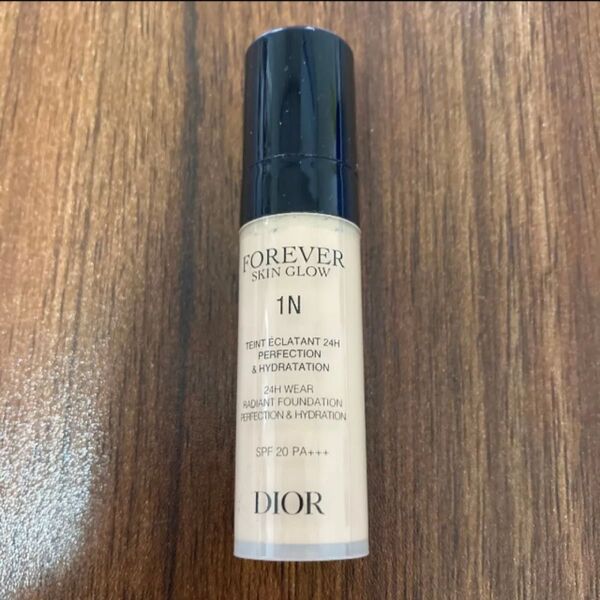 FOREVER
SKIN GLOW
1N
TEINT ÉCLATANT 24H
PERFECTION
& HYDRATATION
24H WEAR
RADIANT FOUNDATION
PERFECTION & HYDRATION
SPF 20 PA+++
DIOR